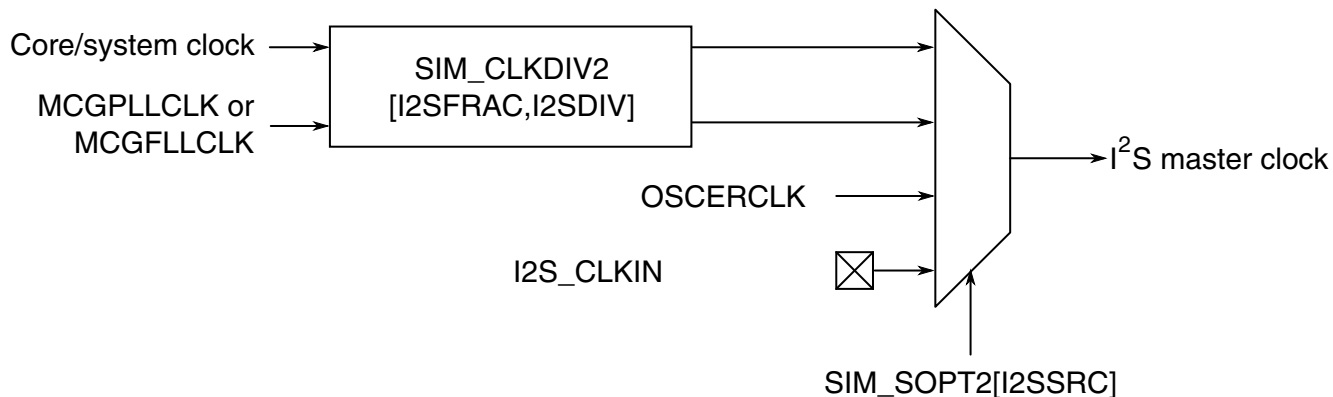 Core/system clock
SIM_CLKDIV2
[I2SFRAC,I2SDIV]
MCGPLLCLK or
MCGFLLCLK
I²S master clock
OSCERCLK
I2S_CLKIN
SIM_SOPT2[I2SSRC]